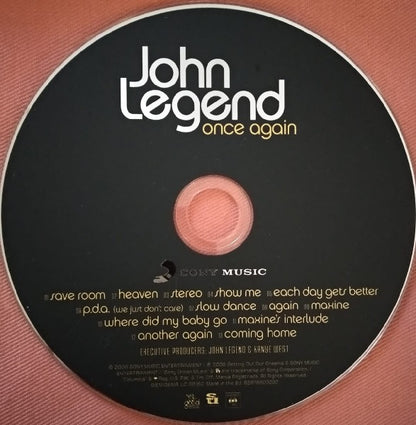 John
Legend
once again
SONY MUSIC
save room heaven stereo show me each day gets better
p.d.a. (we just don't care) slow dance again maxine
where did my baby go maxine's interlude
another again coming home
EXECUTIVE PRODUCERS: JOHN LEGEND & KANYE WEST